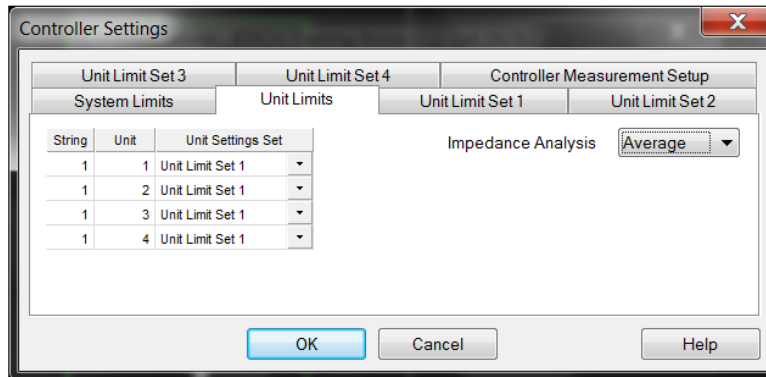 Controller Settings
Unit Limit Set 3 Unit Limit Set 4 Controller Measurement Setup
System Limits Unit Limits Unit Limit Set 1 Unit Limit Set 2
String Unit Unit Settings Set Impedance Analysis Average
1 1 Unit Limit Set 1
1 2 Unit Limit Set 1
1 3 Unit Limit Set 1
1 4 Unit Limit Set 1
OK Cancel Help